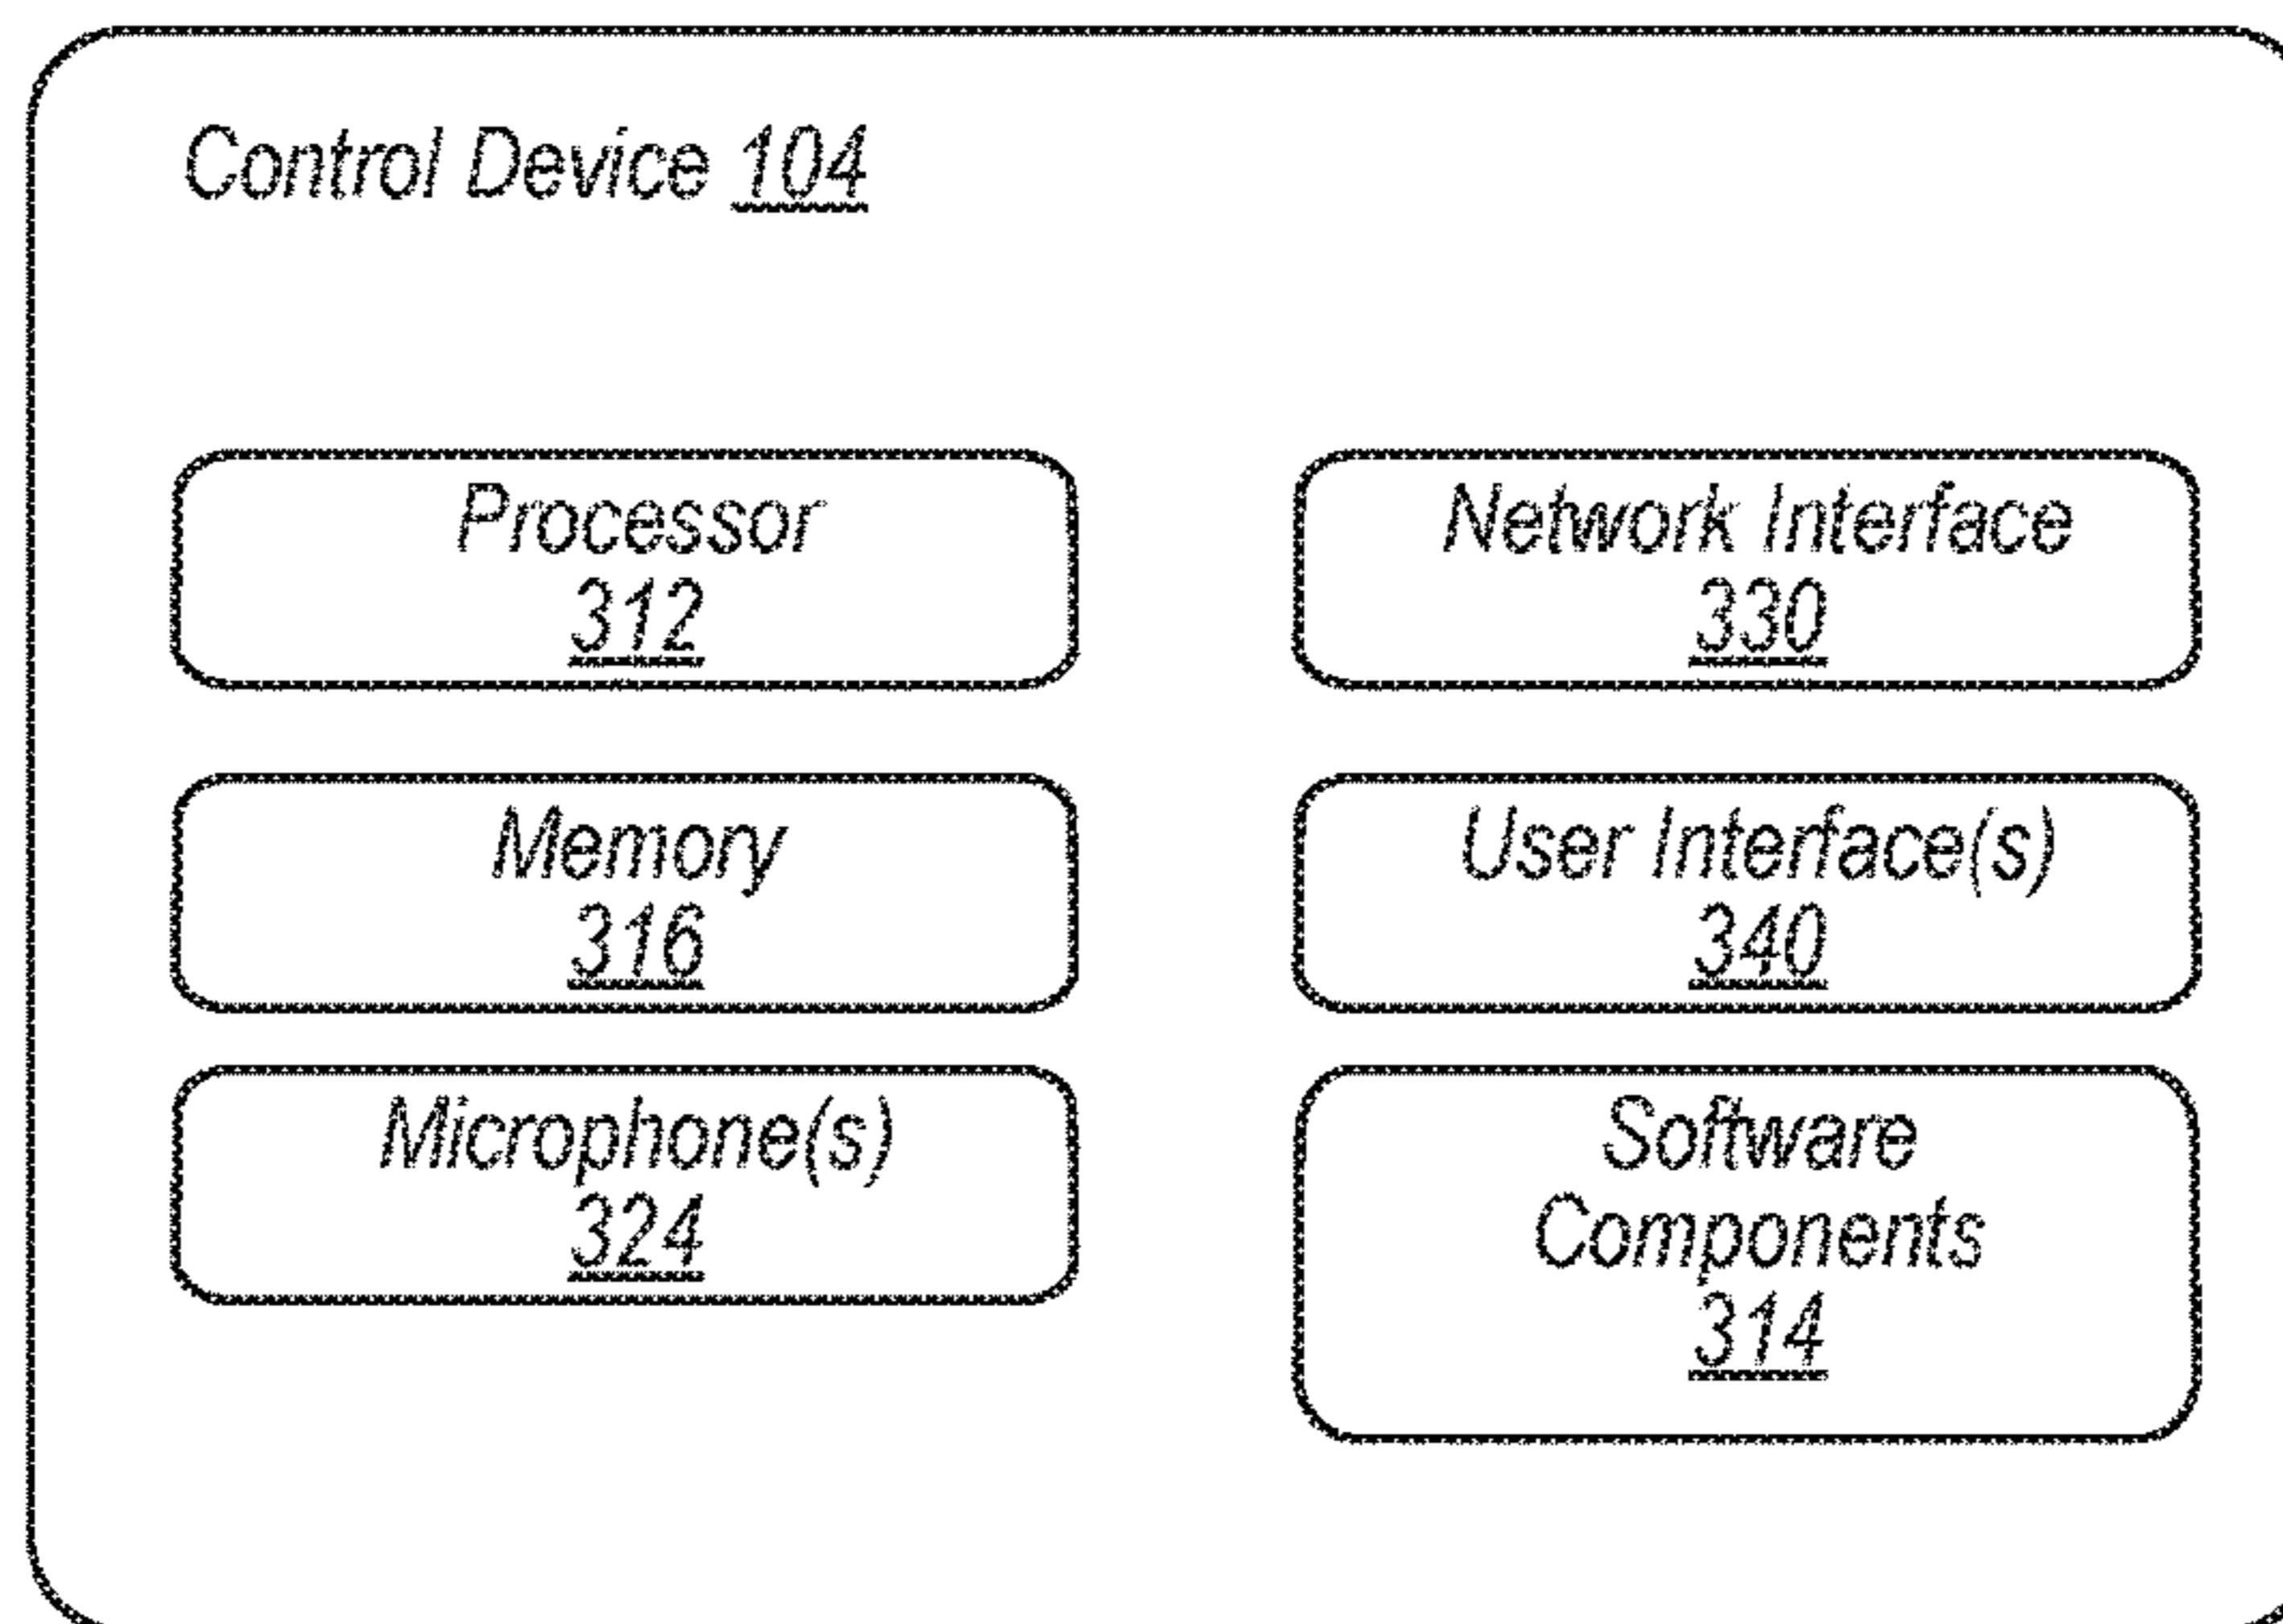 Control Device 104
Processor
312
Network Interface
330
Memory
316
User Interface(s)
340
Microphone(s)
324
Software
Components
314